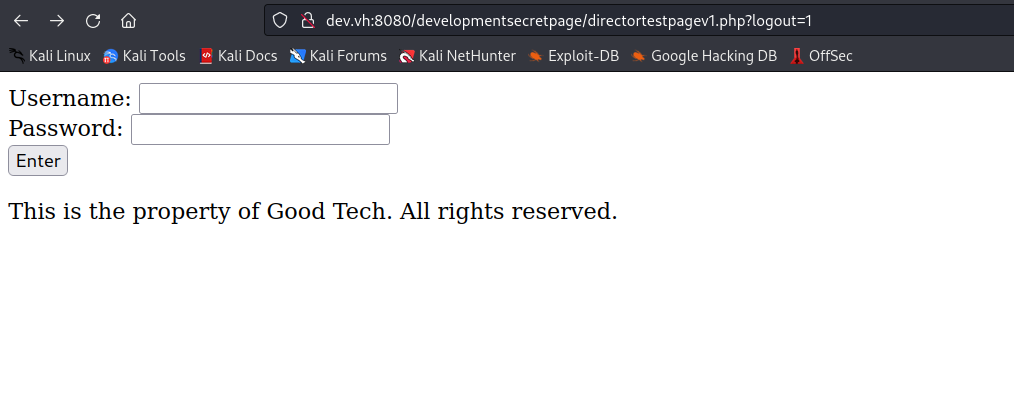 dev.vh:8080/developmentsecretpage/directortestpagev1.php?logout=1
Kali Linux Kali Tools Kali Docs Kali Forums Kali NetHunter Exploit-DB Google Hacking DB OffSec
Username:
Password:
Enter
This is the property of Good Tech. All rights reserved.